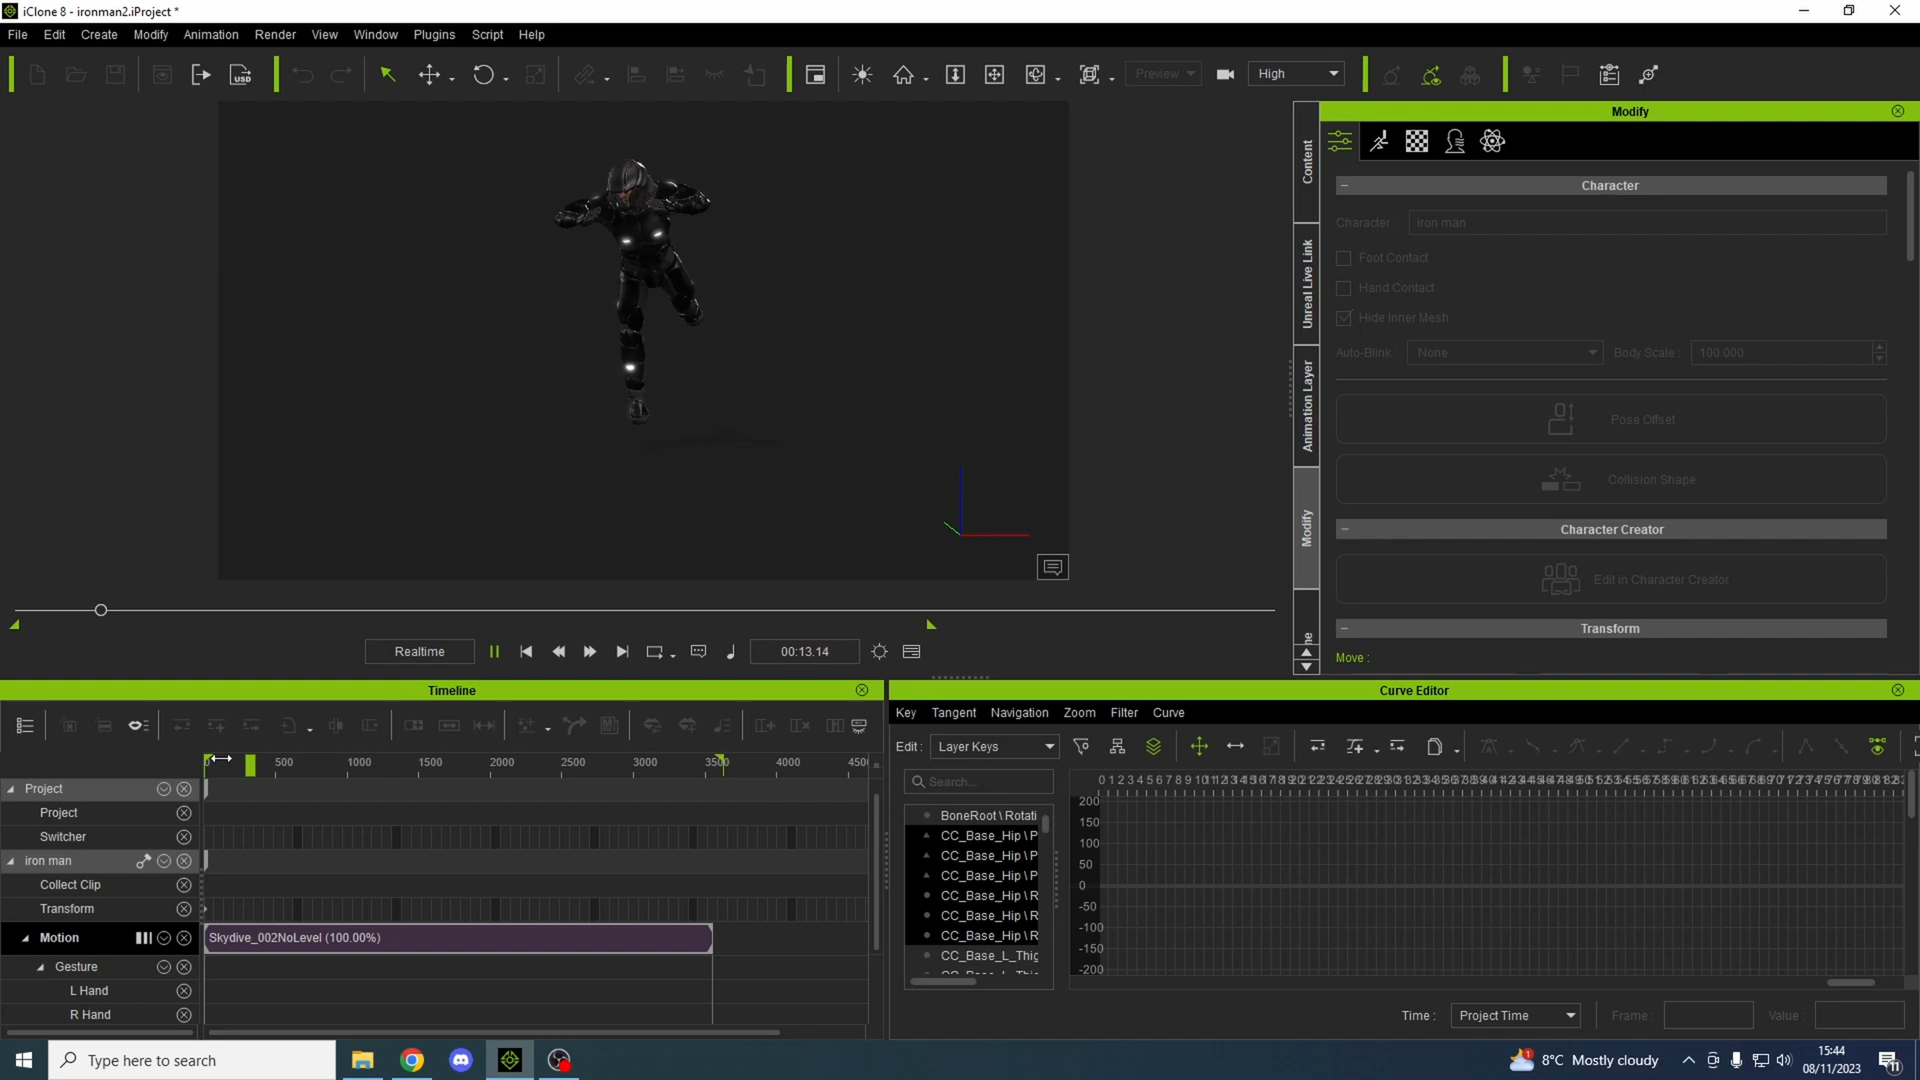 iClone 8 - ironman2.iProject *
File Edit Create Modify Animation Render View Window Plugins Script Help
USD
Preview
High
Modify
Content
Unreal Live Link
Animation Layer
Modify
Character
Character : iron man
Foot Contact
Hand Contact
Hide Inner Mesh
Auto-Blink : None Body Scale : 100.000
Pose Offset
Collision Shape
Character Creator
Edit in Character Creator
Transform
Move :
Realtime 00:13.14
Timeline
0 500 1000 1500 2000 2500 3000 3500 4000
Project
Project
Switcher
iron man
Collect Clip
Transform
Motion Skydive_002NoLevel (100.00%)
Gesture
L Hand
R Hand
Curve Editor
Key Tangent Navigation Zoom Filter Curve
Edit : Layer Keys
Search...
BoneRoot \ Rotati
CC_Base_Hip \ P
CC_Base_Hip \ P
CC_Base_Hip \ P
CC_Base_Hip \ R
CC_Base_Hip \ R
CC_Base_Hip \ R
CC_Base_L_Thig
200
150
100
50
0
-50
-100
-150
-200
Time : Project Time Frame : Value :
Type here to search
8°C Mostly cloudy
15:44
08/11/2023
11